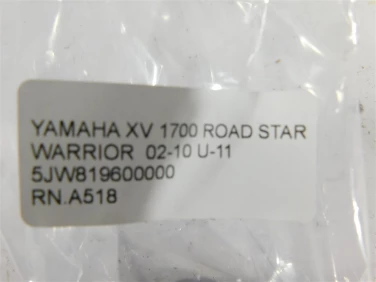 YAMAHA XV 1700 ROAD STAR
WARRIOR 02-10 U-11
5JW819600000
RN.A518